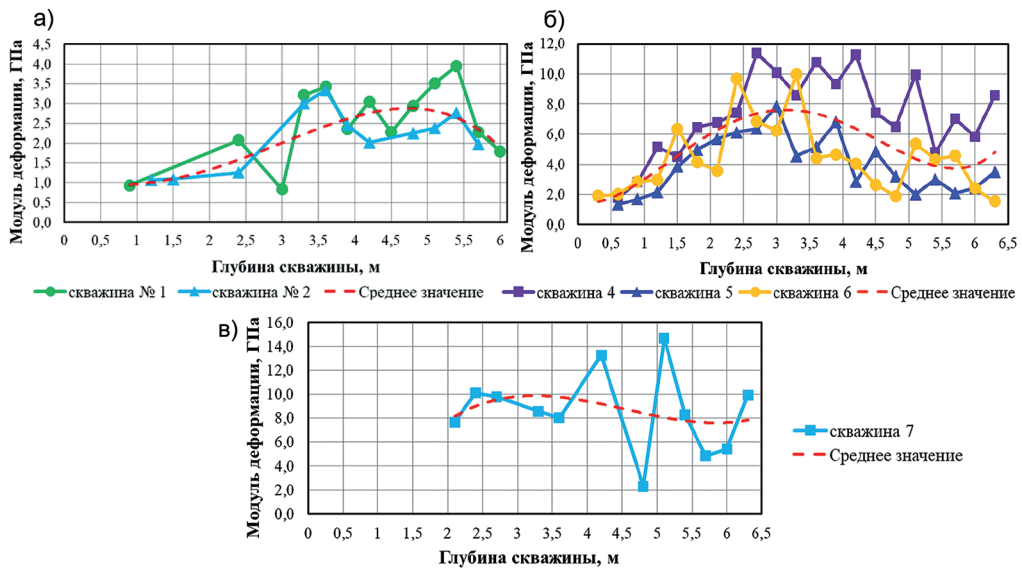 а)
Модуль деформации, ГПа
4,5
4,0
3,5
3,0
2,5
2,0
1,5
1,0
0,5
0,0
0 0,5 1 1,5 2 2,5 3 3,5 4 4,5 5 5,5 6
Глубина скважины, м
скважина № 1 скважина № 2 Среднее значение
б)
Модуль деформации, ГПа
12,0
10,0
8,0
6,0
4,0
2,0
0,0
0 0,5 1 1,5 2 2,5 3 3,5 4 4,5 5 5,5 6 6,5
Глубина скважины, м
скважина 4 скважина 5 скважина 6 Среднее значение
в)
Модуль деформации, ГПа
16,0
14,0
12,0
10,0
8,0
6,0
4,0
2,0
0,0
0 0,5 1 1,5 2 2,5 3 3,5 4 4,5 5 5,5 6 6,5
Глубина скважины, м
скважина 7
Среднее значение